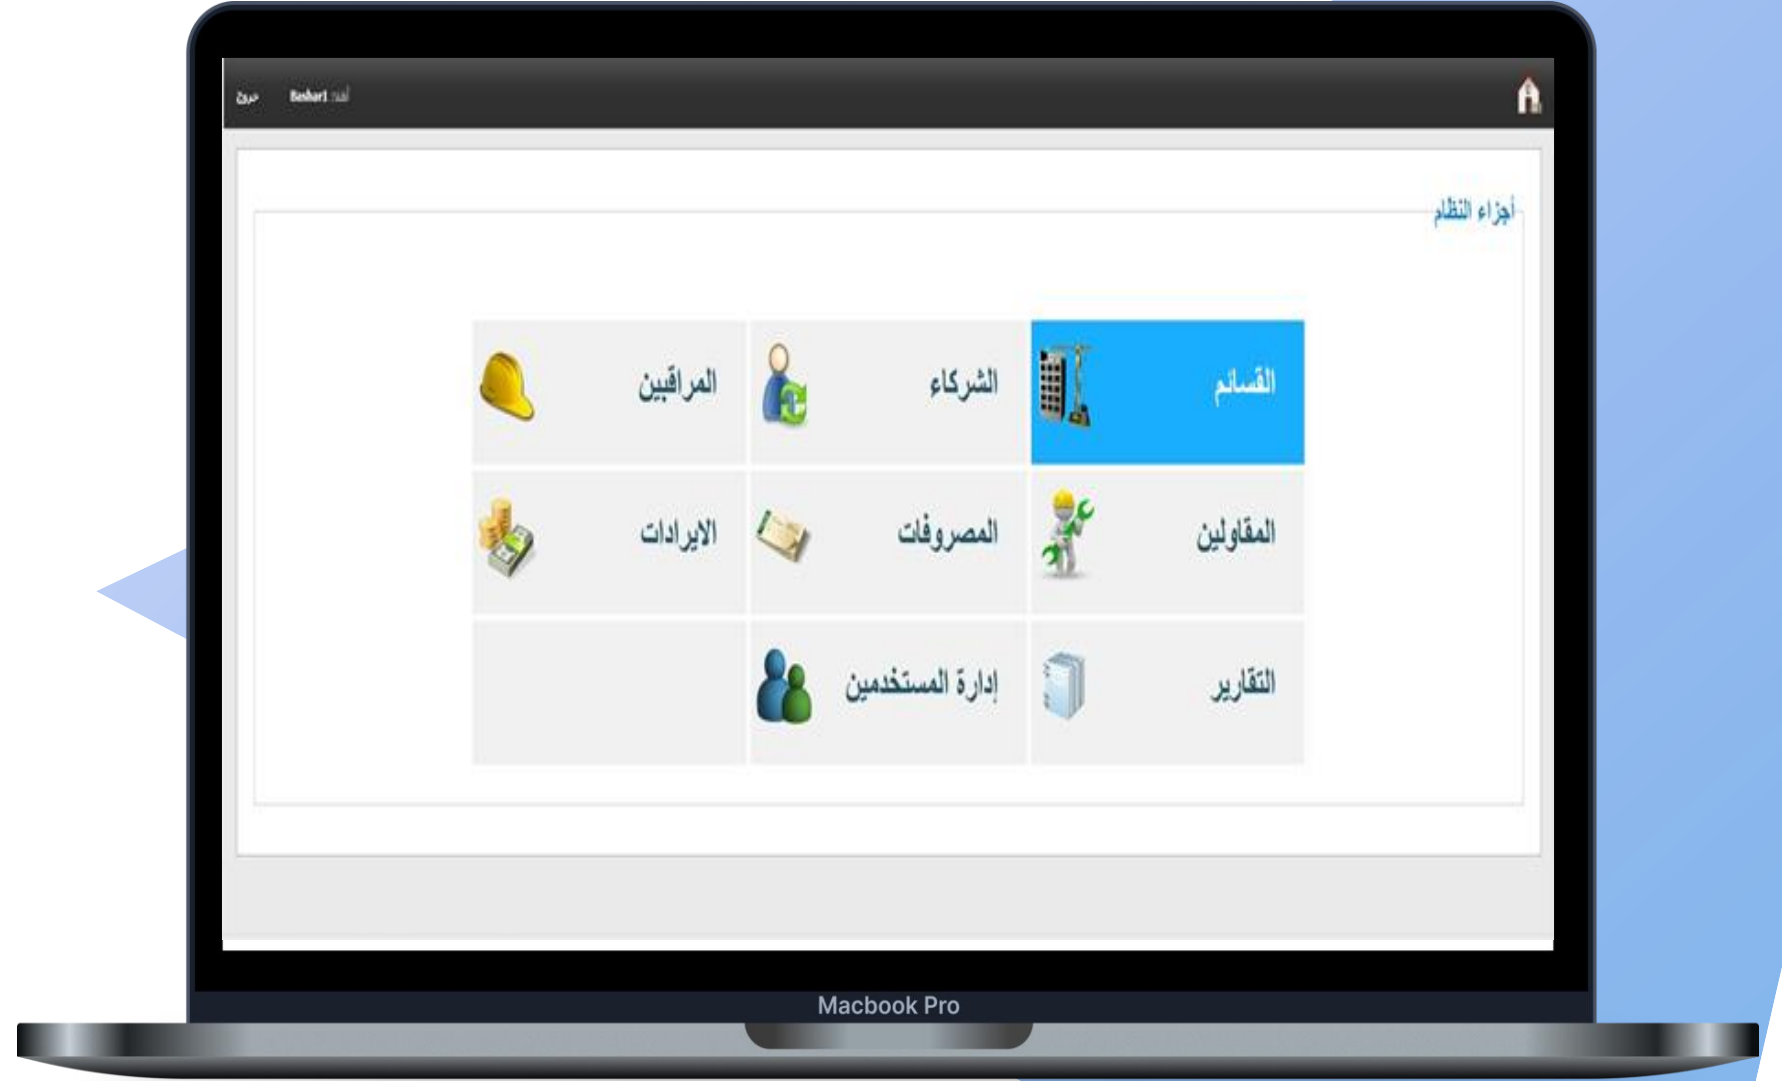 أهلا: Bashar1 خروج
أجزاء النظام
القسائم الشركاء المراقبين
المقاولين المصروفات الايرادات
التقارير إدارة المستخدمين
Macbook Pro